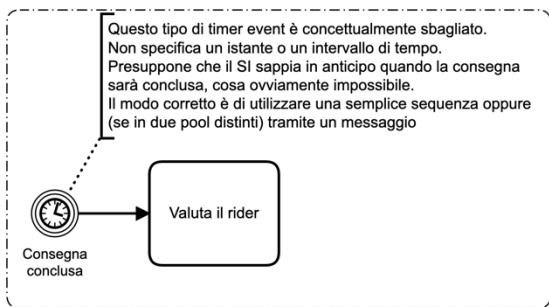 Questo tipo di timer event è concettualmente sbagliato.
Non specifica un istante o un intervallo di tempo.
Presuppone che il SI sappia in anticipo quando la consegna
sarà conclusa, cosa ovviamente impossibile.
Il modo corretto è di utilizzare una semplice sequenza oppure
(se in due pool distinti) tramite un messaggio
Valuta il rider
Consegna
conclusa